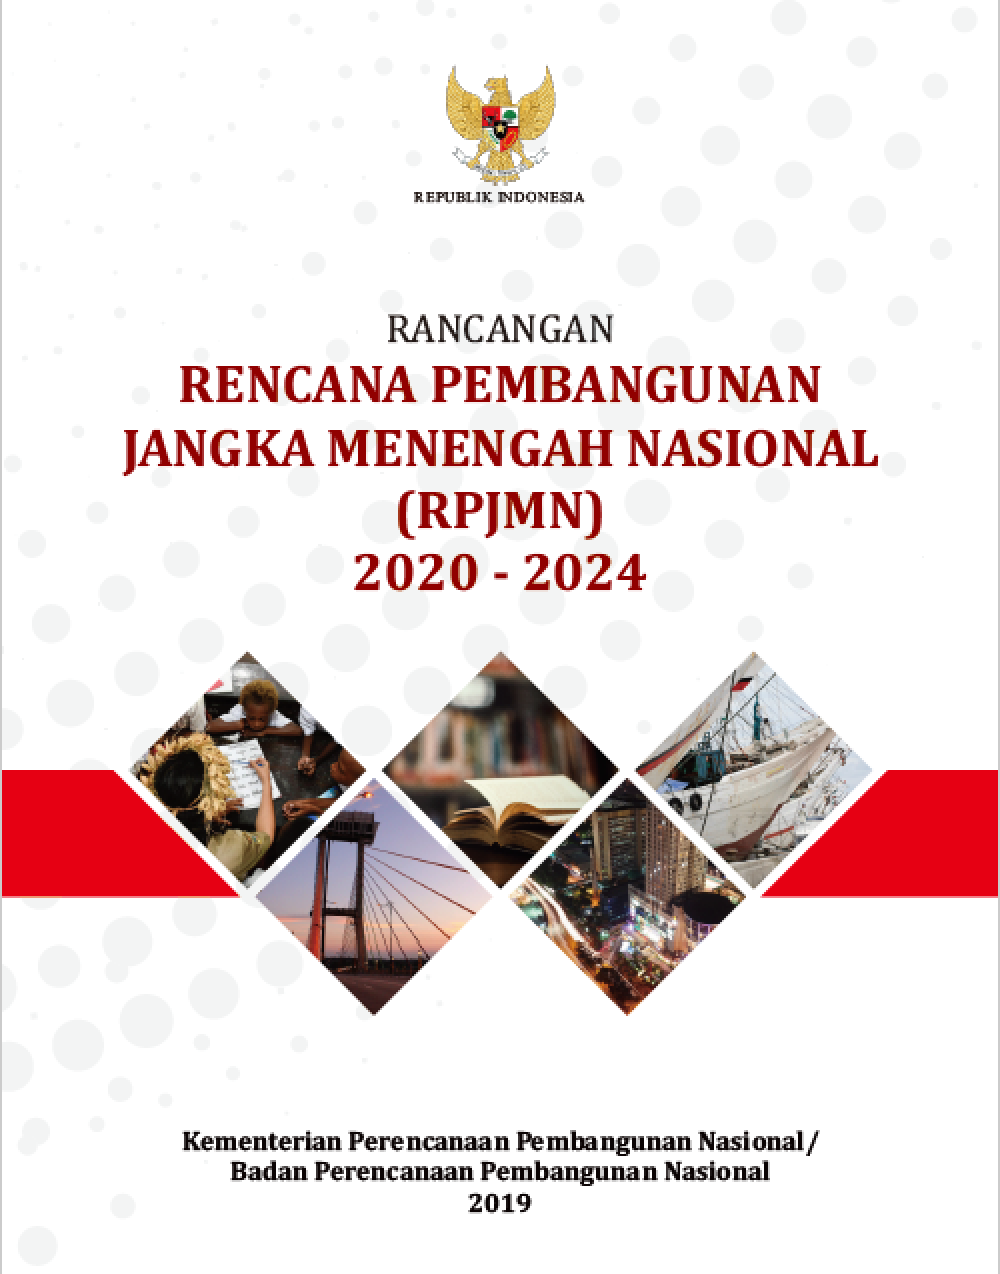 REPUBLIK INDONESIA
RANCANGAN
RENCANA PEMBANGUNAN
JANGKA MENENGAH NASIONAL
(RPJMN)
2020 - 2024
Kementerian Perencanaan Pembangunan Nasional/
Badan Perencanaan Pembangunan Nasional
2019